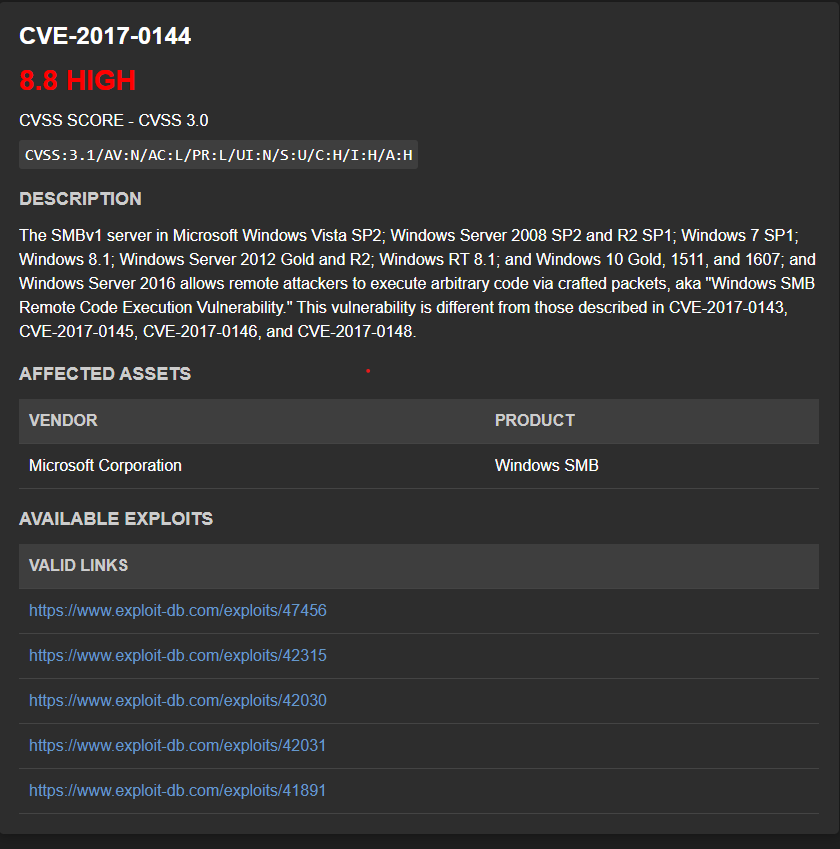 CVE-2017-0144
8.8 HIGH
CVSS SCORE - CVSS 3.0
CVSS:3.1/AV:N/AC:L/PR:L/UI:N/S:U/C:H/I:H/A:H
DESCRIPTION
The SMBv1 server in Microsoft Windows Vista SP2; Windows Server 2008 SP2 and R2 SP1; Windows 7 SP1;
Windows 8.1; Windows Server 2012 Gold and R2; Windows RT 8.1; and Windows 10 Gold, 1511, and 1607; and
Windows Server 2016 allows remote attackers to execute arbitrary code via crafted packets, aka "Windows SMB
Remote Code Execution Vulnerability." This vulnerability is different from those described in CVE-2017-0143,
CVE-2017-0145, CVE-2017-0146, and CVE-2017-0148.
AFFECTED ASSETS
VENDOR PRODUCT
Microsoft Corporation Windows SMB
AVAILABLE EXPLOITS
VALID LINKS
https://www.exploit-db.com/exploits/47456
https://www.exploit-db.com/exploits/42315
https://www.exploit-db.com/exploits/42030
https://www.exploit-db.com/exploits/42031
https://www.exploit-db.com/exploits/41891